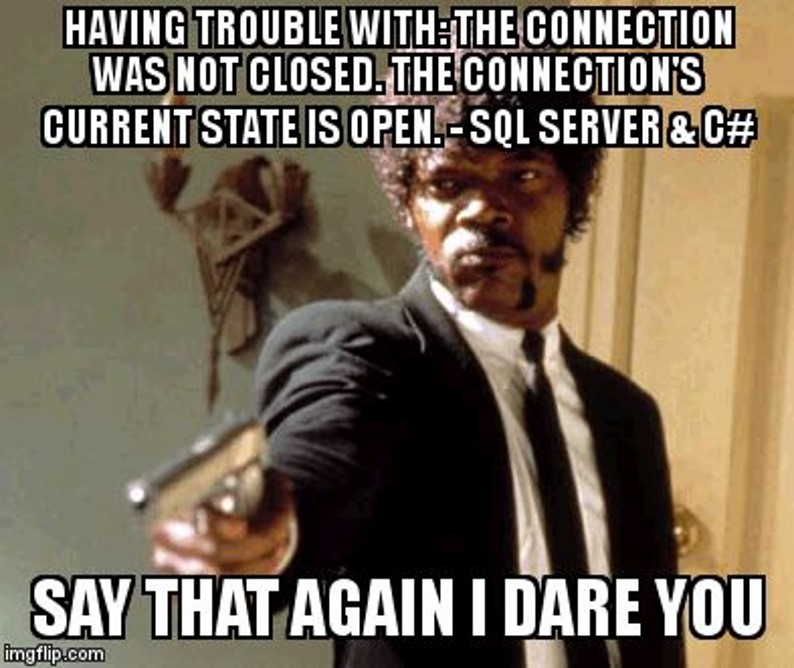 HAVING TROUBLE WITH: THE CONNECTION
WAS NOT CLOSED. THE CONNECTION'S
CURRENT STATE IS OPEN. - SQL SERVER & C#
SAY THAT AGAIN I DARE YOU
imgflip.com